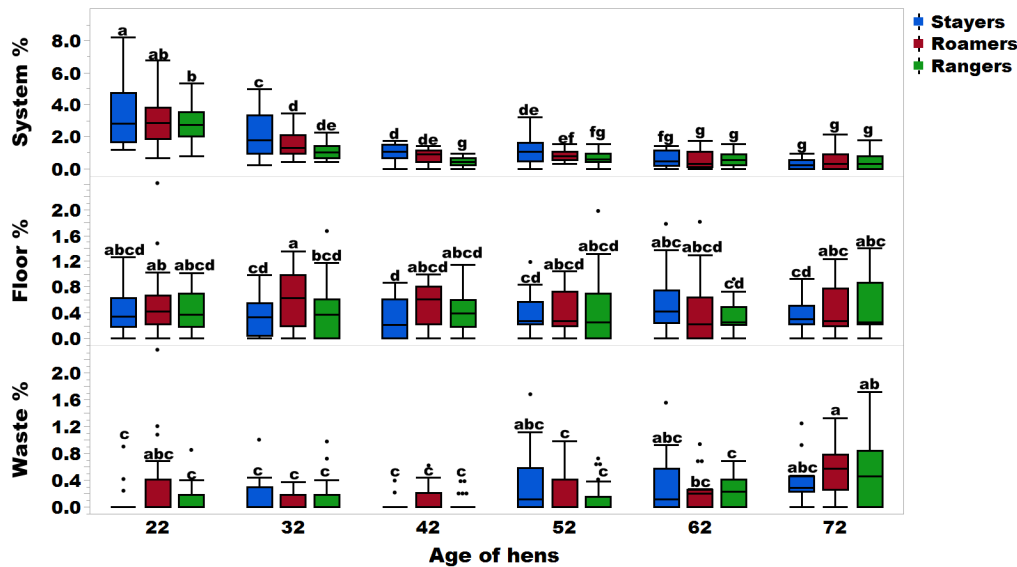 Stayers
Roamers
Rangers
System %
8.0
6.0
4.0
2.0
0.0
a ab b c d de d de g de ef fg fg g g g g g
Floor %
2.0
1.6
1.2
0.8
0.4
0.0
abcd ab abcd cd a bcd d abcd abcd cd abcd abcd abc abcd cd cd abc abc
Waste %
2.0
1.6
1.2
0.8
0.4
0.0
c abc c c c c c c c abc c c abc bc c abc a ab
22 32 42 52 62 72
Age of hens